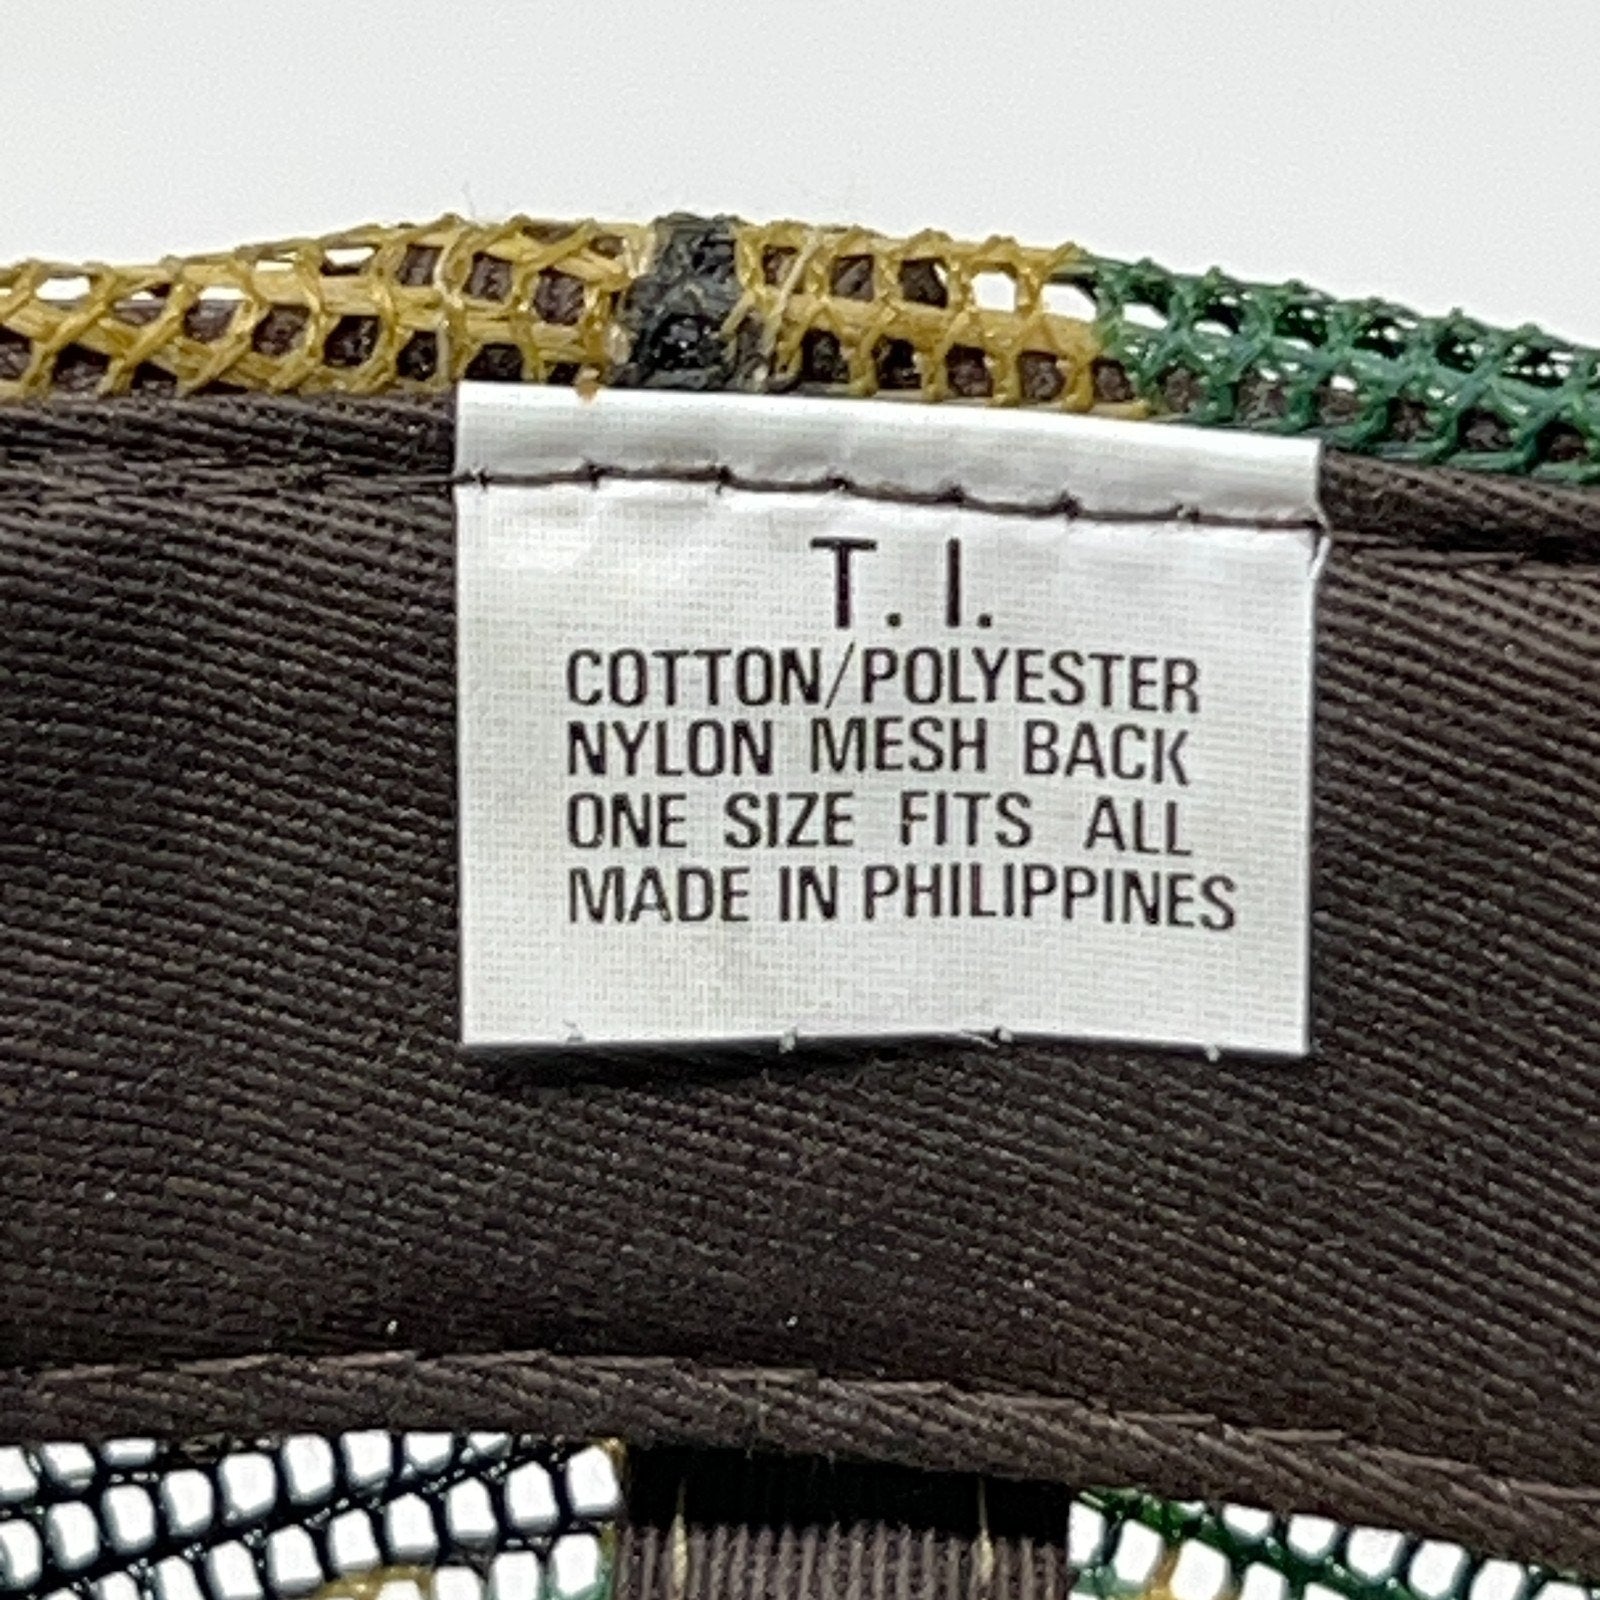 T. I.
COTTON/POLYESTER
NYLON MESH BACK
ONE SIZE FITS ALL
MADE IN PHILIPPINES